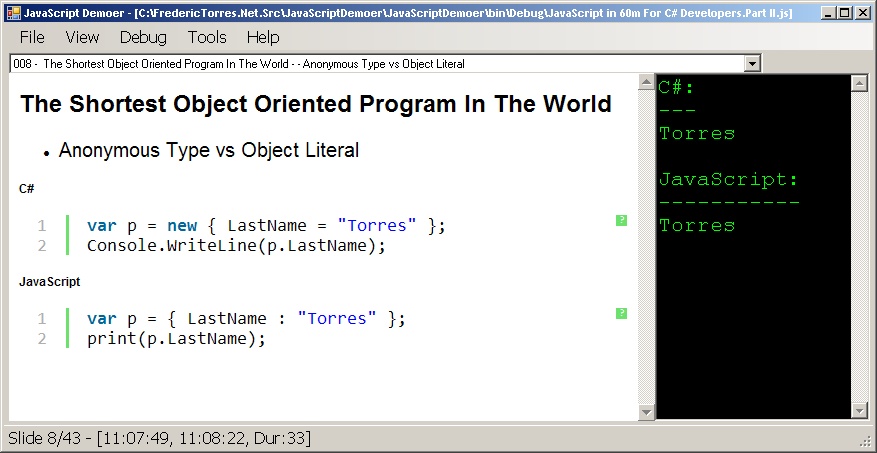 JavaScript Demoer - [C:\FredericTorres.Net.Src\JavaScriptDemoer\JavaScriptDemoer\bin\Debug\JavaScript in 60m For C# Developers.Part II.js]
File View Debug Tools Help
008 - The Shortest Object Oriented Program In The World - - Anonymous Type vs Object Literal
The Shortest Object Oriented Program In The World
• Anonymous Type vs Object Literal
C#
1 var p = new { LastName = "Torres" }; ?
2 Console.WriteLine(p.LastName);
JavaScript
1 var p = { LastName : "Torres" }; ?
2 print(p.LastName);
C#:
---
Torres
JavaScript:
-----------
Torres
Slide 8/43 - [11:07:49, 11:08:22, Dur:33]